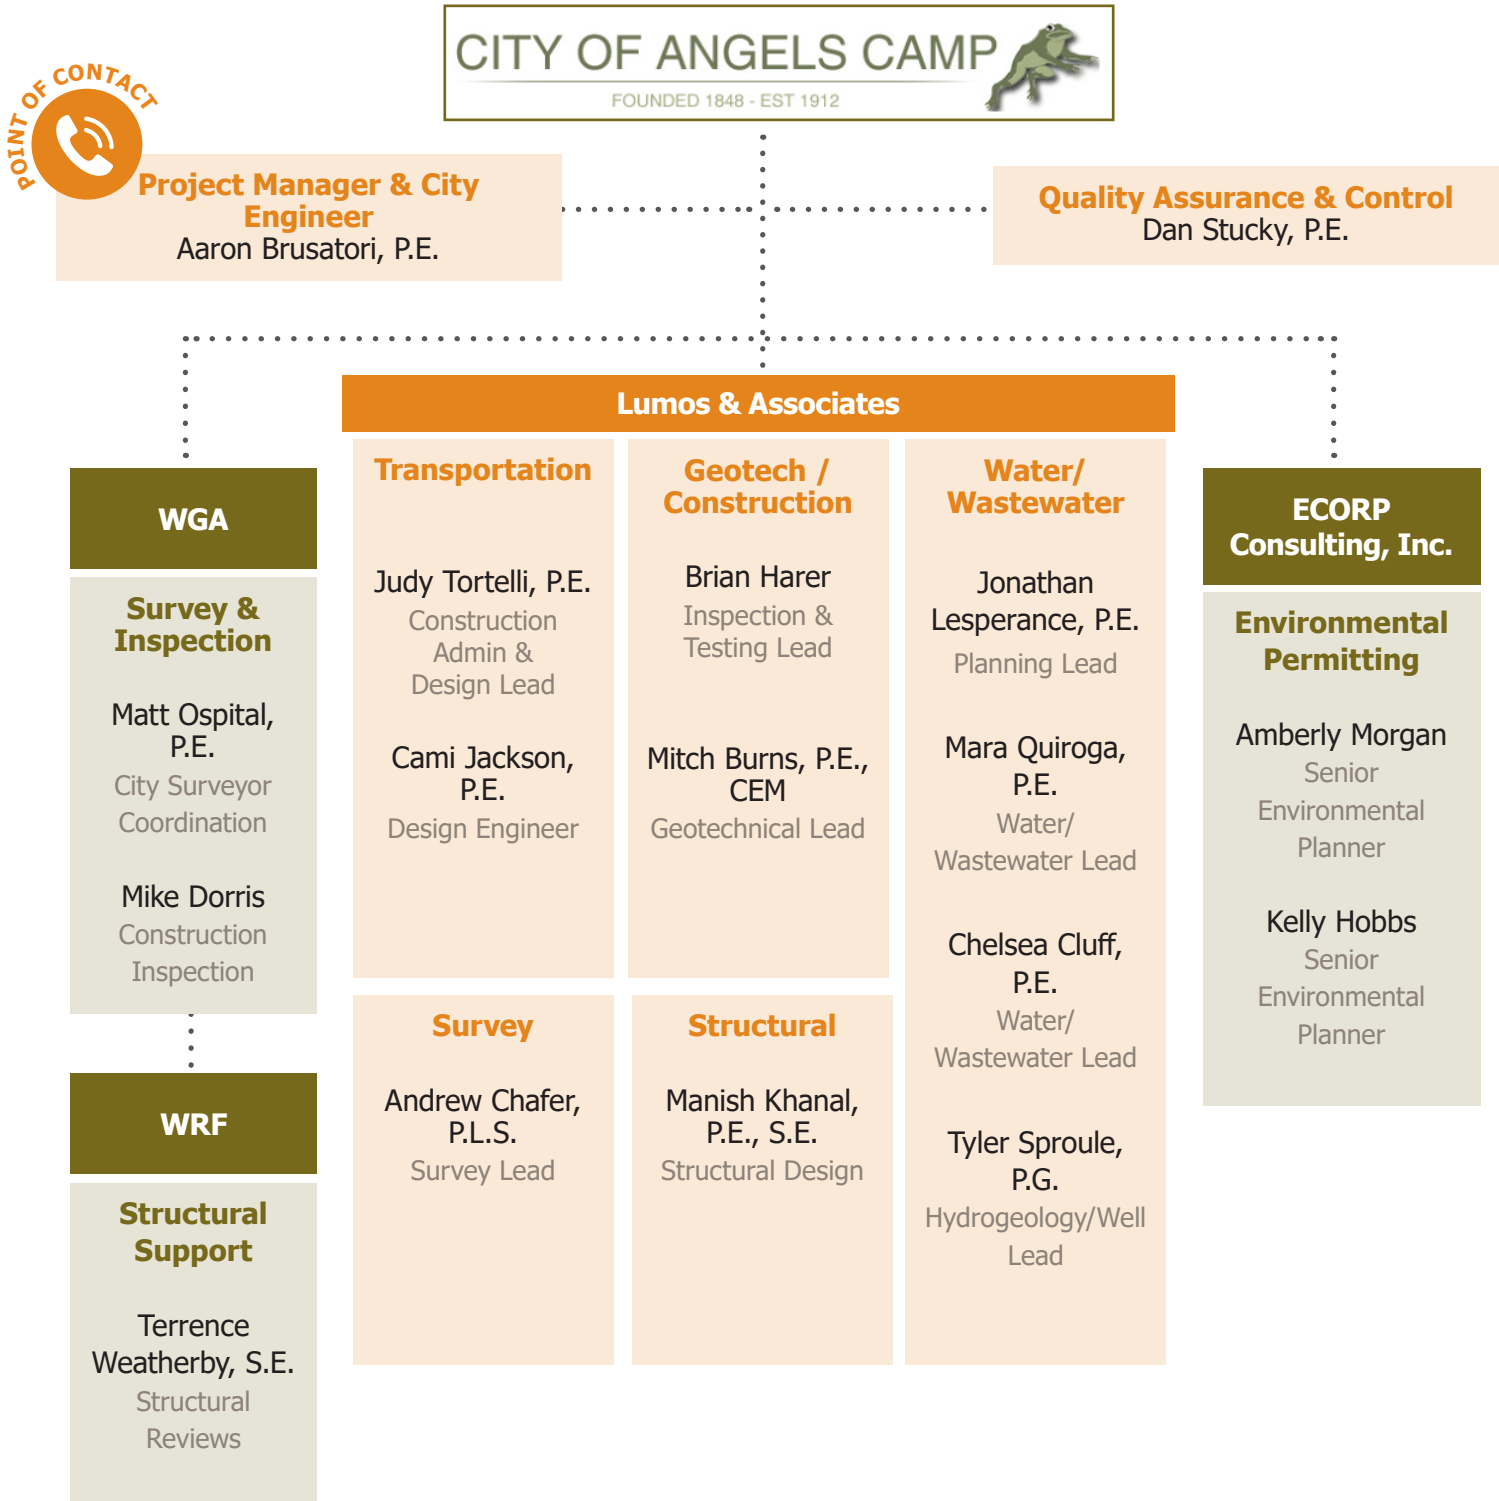 CITY OF ANGELS CAMP
FOUNDED 1848 - EST 1912
POINT OF CONTACT
Project Manager & City
Engineer
Aaron Brusatori, P.E.
Quality Assurance & Control
Dan Stucky, P.E.
Lumos & Associates
WGA
Survey &
Inspection
Matt Ospital,
P.E.
City Surveyor
Coordination
Mike Dorris
Construction
Inspection
WRF
Structural
Support
Terrence
Weatherby, S.E.
Structural
Reviews
Transportation
Judy Tortelli, P.E.
Construction
Admin &
Design Lead
Cami Jackson,
P.E.
Design Engineer
Geotech /
Construction
Brian Harer
Inspection &
Testing Lead
Mitch Burns, P.E.,
CEM
Geotechnical Lead
Survey
Andrew Chafer,
P.L.S.
Survey Lead
Structural
Manish Khanal,
P.E., S.E.
Structural Design
Water/
Wastewater
Jonathan
Lesperance, P.E.
Planning Lead
Mara Quiroga,
P.E.
Water/
Wastewater Lead
Chelsea Cluff,
P.E.
Water/
Wastewater Lead
Tyler Sproule,
P.G.
Hydrogeology/Well
Lead
ECORP
Consulting, Inc.
Environmental
Permitting
Amberly Morgan
Senior
Environmental
Planner
Kelly Hobbs
Senior
Environmental
Planner